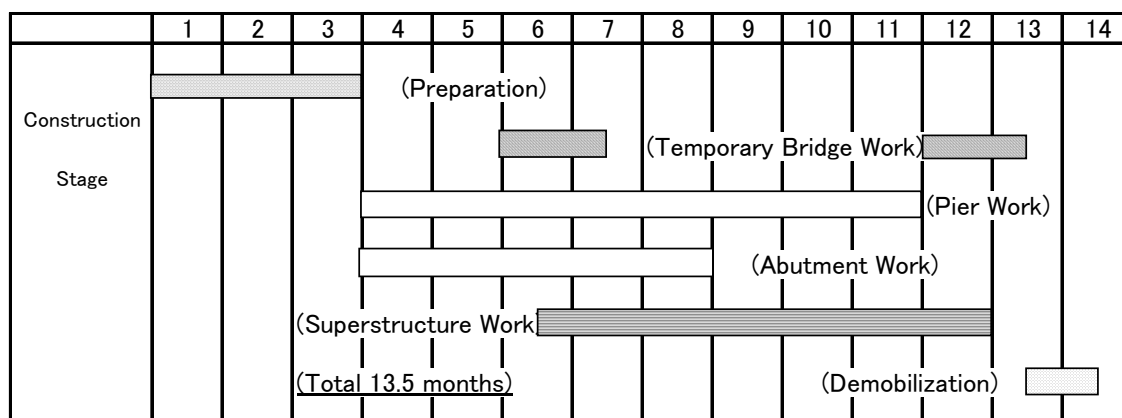 1 2 3 4 5 6 7 8 9 10 11 12 13 14
(Preparation)
Construction
(Temporary Bridge Work)
Stage
(Pier Work)
(Abutment Work)
(Superstructure Work)
(Total 13.5 months) (Demobilization)